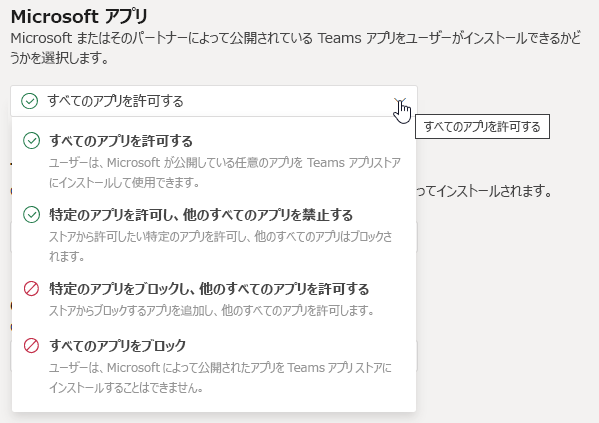 Microsoft アプリ
Microsoft またはそのパートナーによって公開されている Teams アプリをユーザーがインストールできるかど
うかを選択します。
すべてのアプリを許可する
すべてのアプリを許可する
すべてのアプリを許可する
ユーザーは、Microsoft が公開している任意のアプリを Teams アプリストア
にインストールして使用できます。
ってインストールされます。
特定のアプリを許可し、他のすべてのアプリを禁止する
ストアから許可したい特定のアプリを許可し、他のすべてのアプリはブロックさ
れます。
特定のアプリをブロックし、他のすべてのアプリを許可する
ストアからブロックするアプリを追加し、他のすべてのアプリを許可します。
すべてのアプリをブロック
ユーザーは、Microsoft によって公開されたアプリを Teams アプリ ストアに
インストールすることはできません。